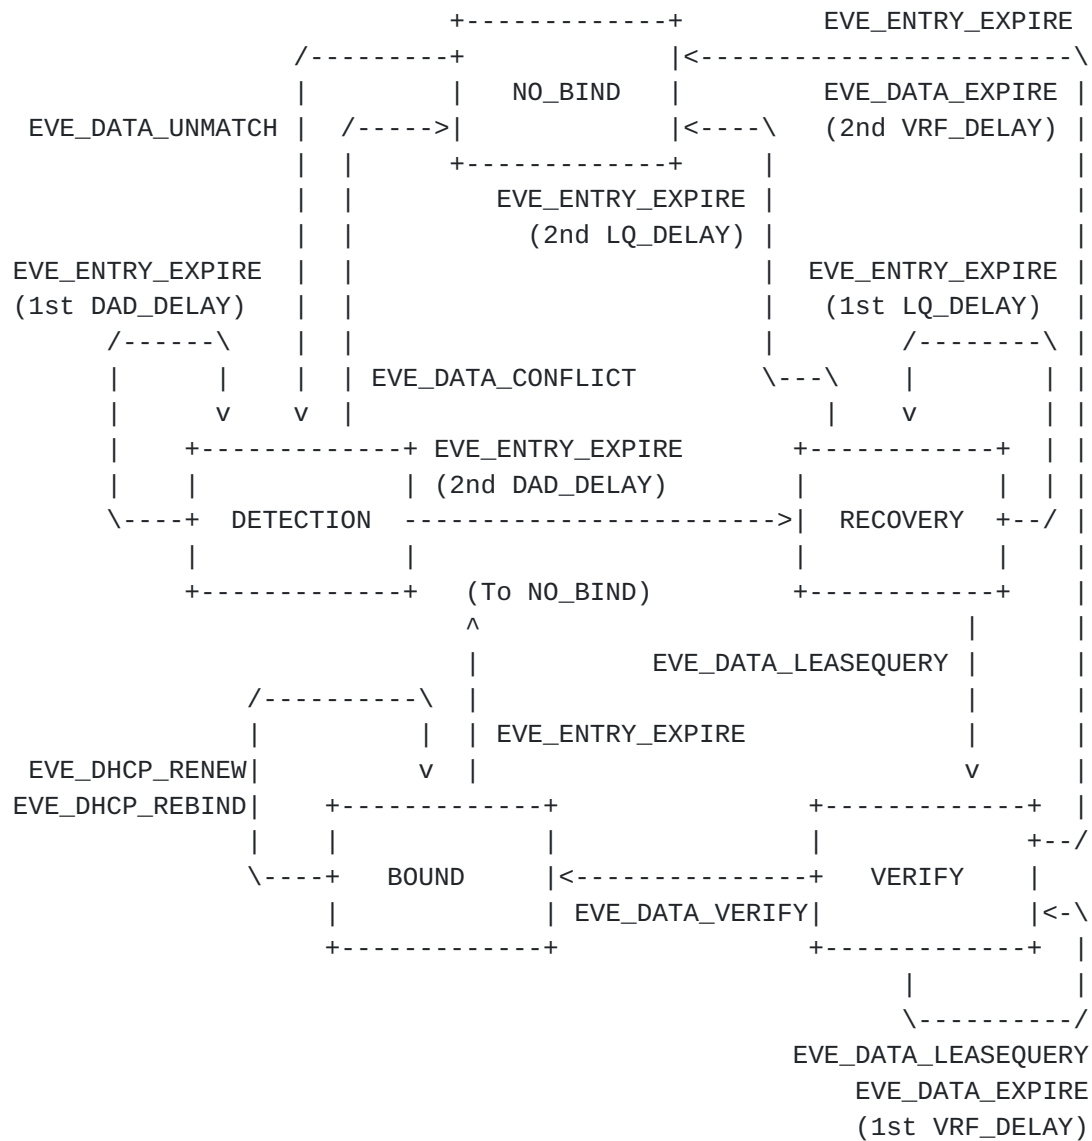 EVE_ENTRY_EXPIRE
NO_BIND EVE_DATA_EXPIRE
EVE_DATA_UNMATCH (2nd VRF_DELAY)
EVE_ENTRY_EXPIRE
(2nd LQ_DELAY)
EVE_ENTRY_EXPIRE EVE_ENTRY_EXPIRE
(1st DAD_DELAY) (1st LQ_DELAY)
EVE_DATA_CONFLICT
v v v
EVE_ENTRY_EXPIRE
(2nd DAD_DELAY)
DETECTION RECOVERY
(To NO_BIND)
EVE_DATA_LEASEQUERY
EVE_ENTRY_EXPIRE
EVE_DHCP_RENEW v v
EVE_DHCP_REBIND
BOUND VERIFY
EVE_DATA_VERIFY
EVE_DATA_LEASEQUERY
EVE_DATA_EXPIRE
(1st VRF_DELAY)